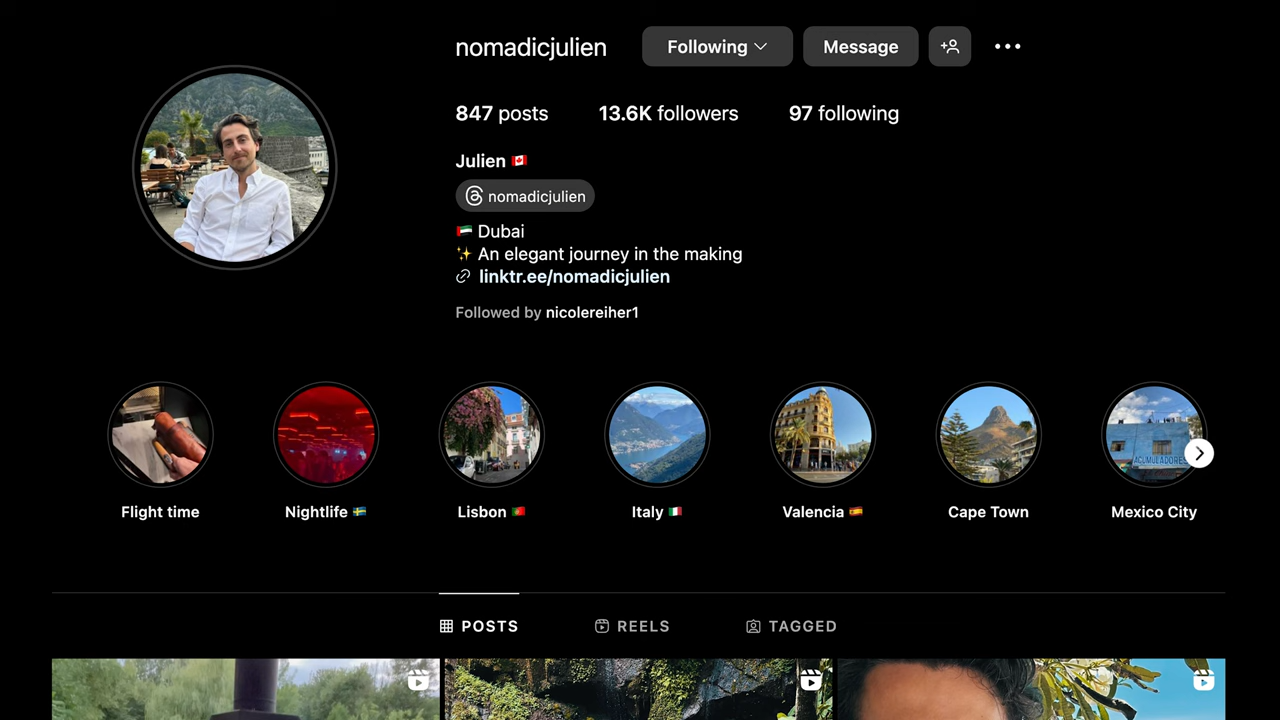 nomadicjulien
Following
Message
847 posts
13.6K followers
97 following
Julien 🇨🇦
nomadicjulien
🇦🇪 Dubai
✨ An elegant journey in the making
linktr.ee/nomadicjulien
Followed by nicolereiher1
ACUMULADORES
Flight time
Nightlife 🇸🇪
Lisbon 🇵🇹
Italy 🇮🇹
Valencia 🇪🇸
Cape Town
Mexico City
POSTS
REELS
TAGGED